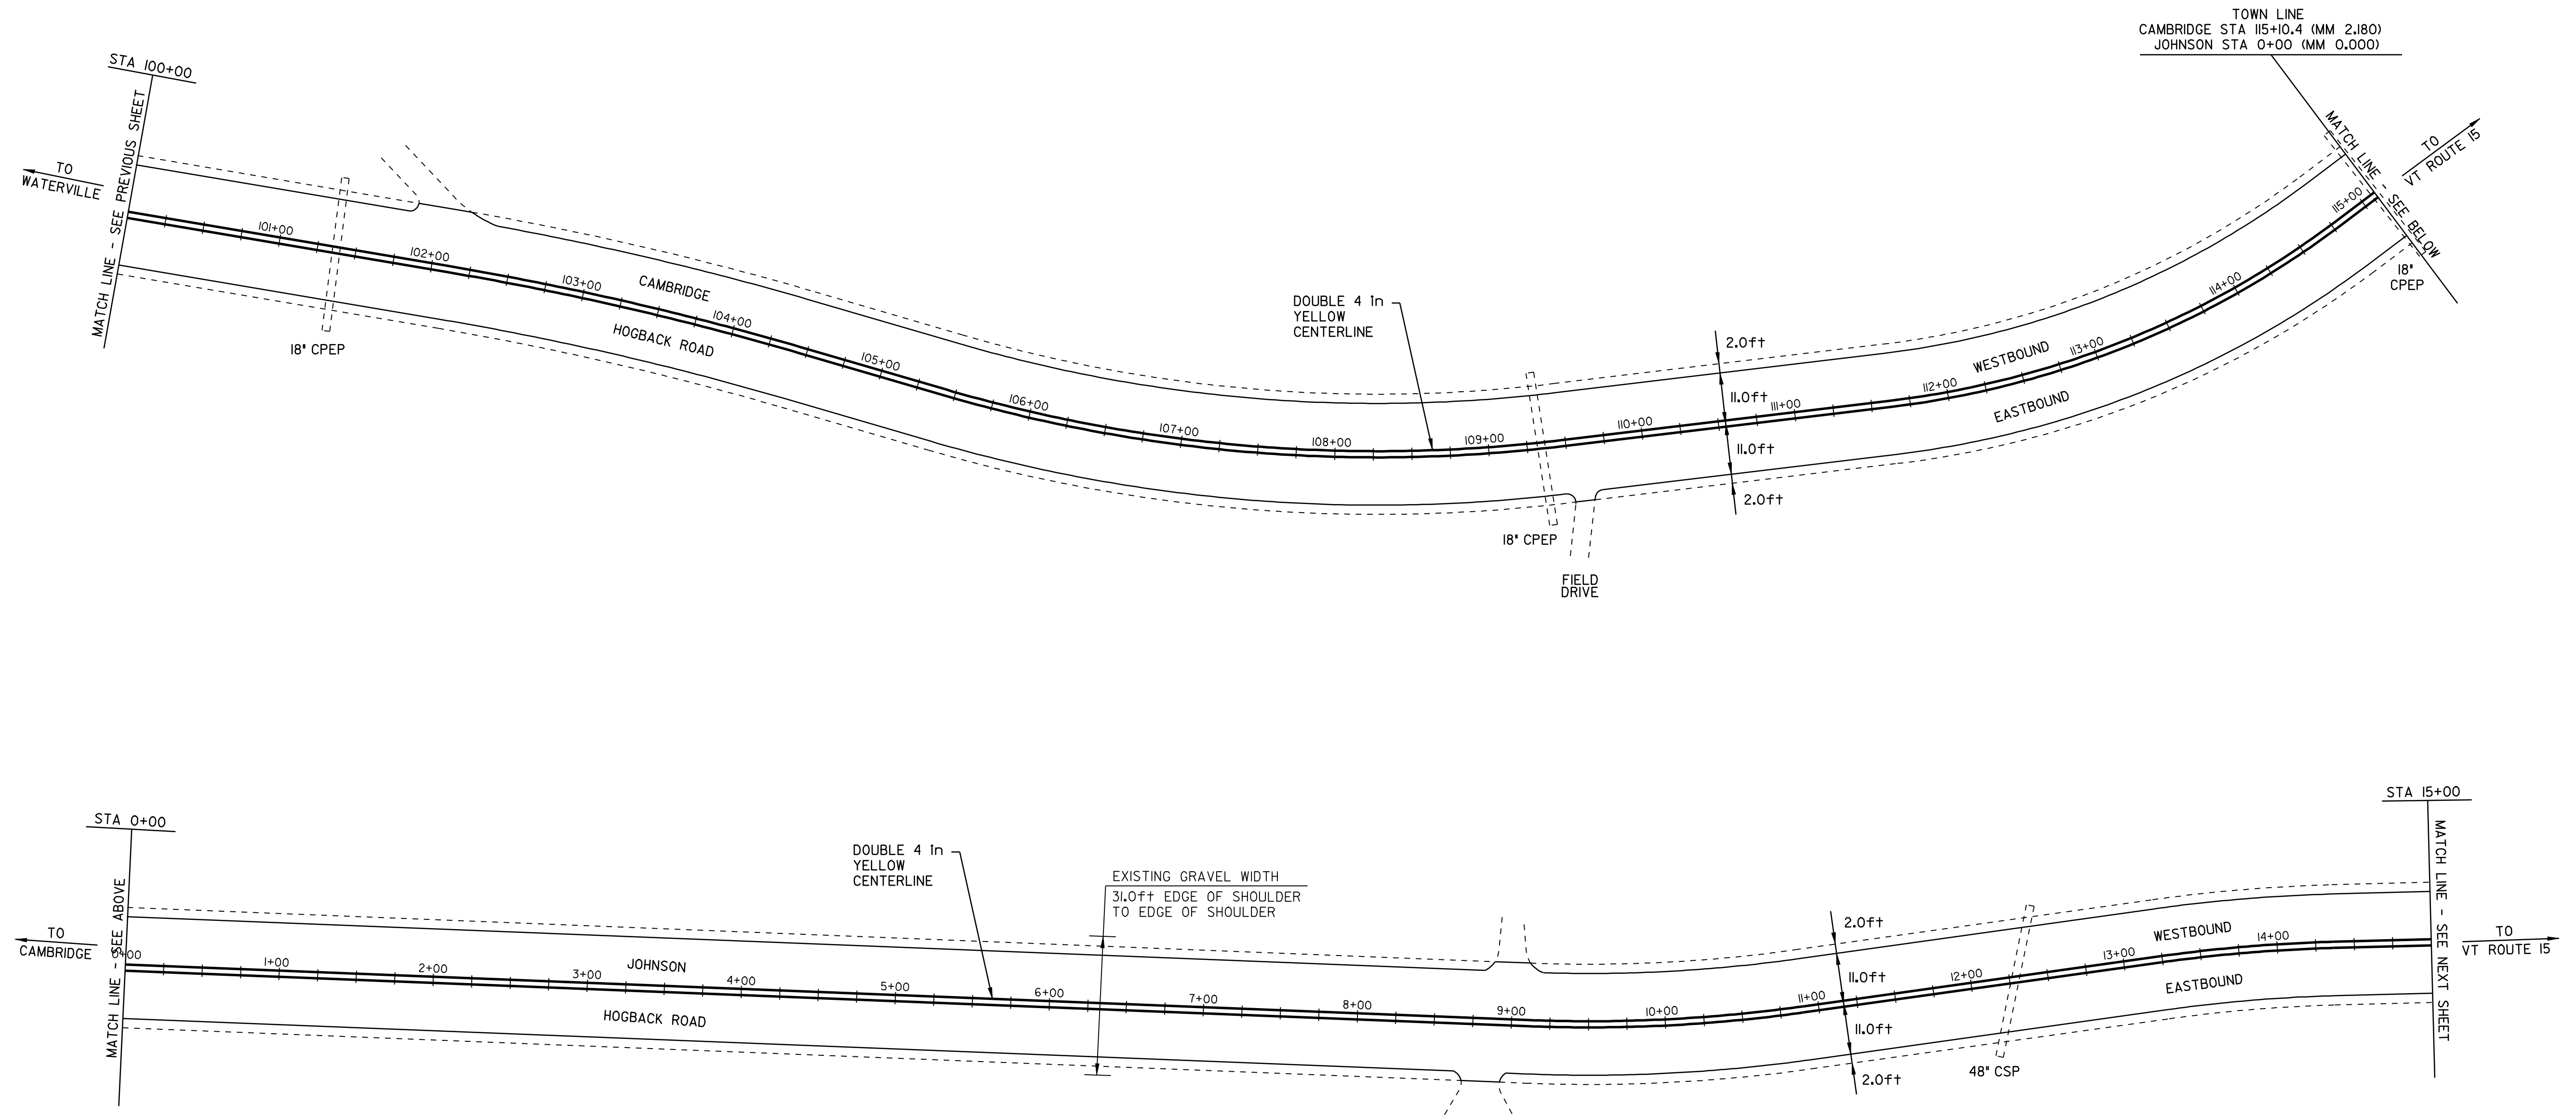 TOWN LINE
CAMBRIDGE STA 115+10.4 (MM 2.180)
JOHNSON STA 0+00 (MM 0.000)
STA 100+00
MATCH LINE - SEE PREVIOUS SHEET
TO
WATERVILLE
MATCH LINE - SEE BELOW
TO
VT ROUTE 15
101+00
102+00
103+00
104+00
105+00
106+00
107+00
108+00
109+00
110+00
111+00
112+00
113+00
114+00
115+00
CAMBRIDGE
HOGBACK ROAD
18" CPEP
DOUBLE 4 in
YELLOW
CENTERLINE
2.0ft
11.0ft
11.0ft
2.0ft
WESTBOUND
EASTBOUND
18"
CPEP
18" CPEP
FIELD
DRIVE
STA 0+00
MATCH LINE - SEE ABOVE
TO
CAMBRIDGE
0+00
1+00
2+00
3+00
4+00
5+00
6+00
7+00
8+00
9+00
10+00
11+00
12+00
13+00
14+00
JOHNSON
HOGBACK ROAD
DOUBLE 4 in
YELLOW
CENTERLINE
EXISTING GRAVEL WIDTH
31.0ft EDGE OF SHOULDER
TO EDGE OF SHOULDER
2.0ft
11.0ft
11.0ft
2.0ft
WESTBOUND
EASTBOUND
48" CSP
STA 15+00
MATCH LINE - SEE NEXT SHEET
TO
VT ROUTE 15